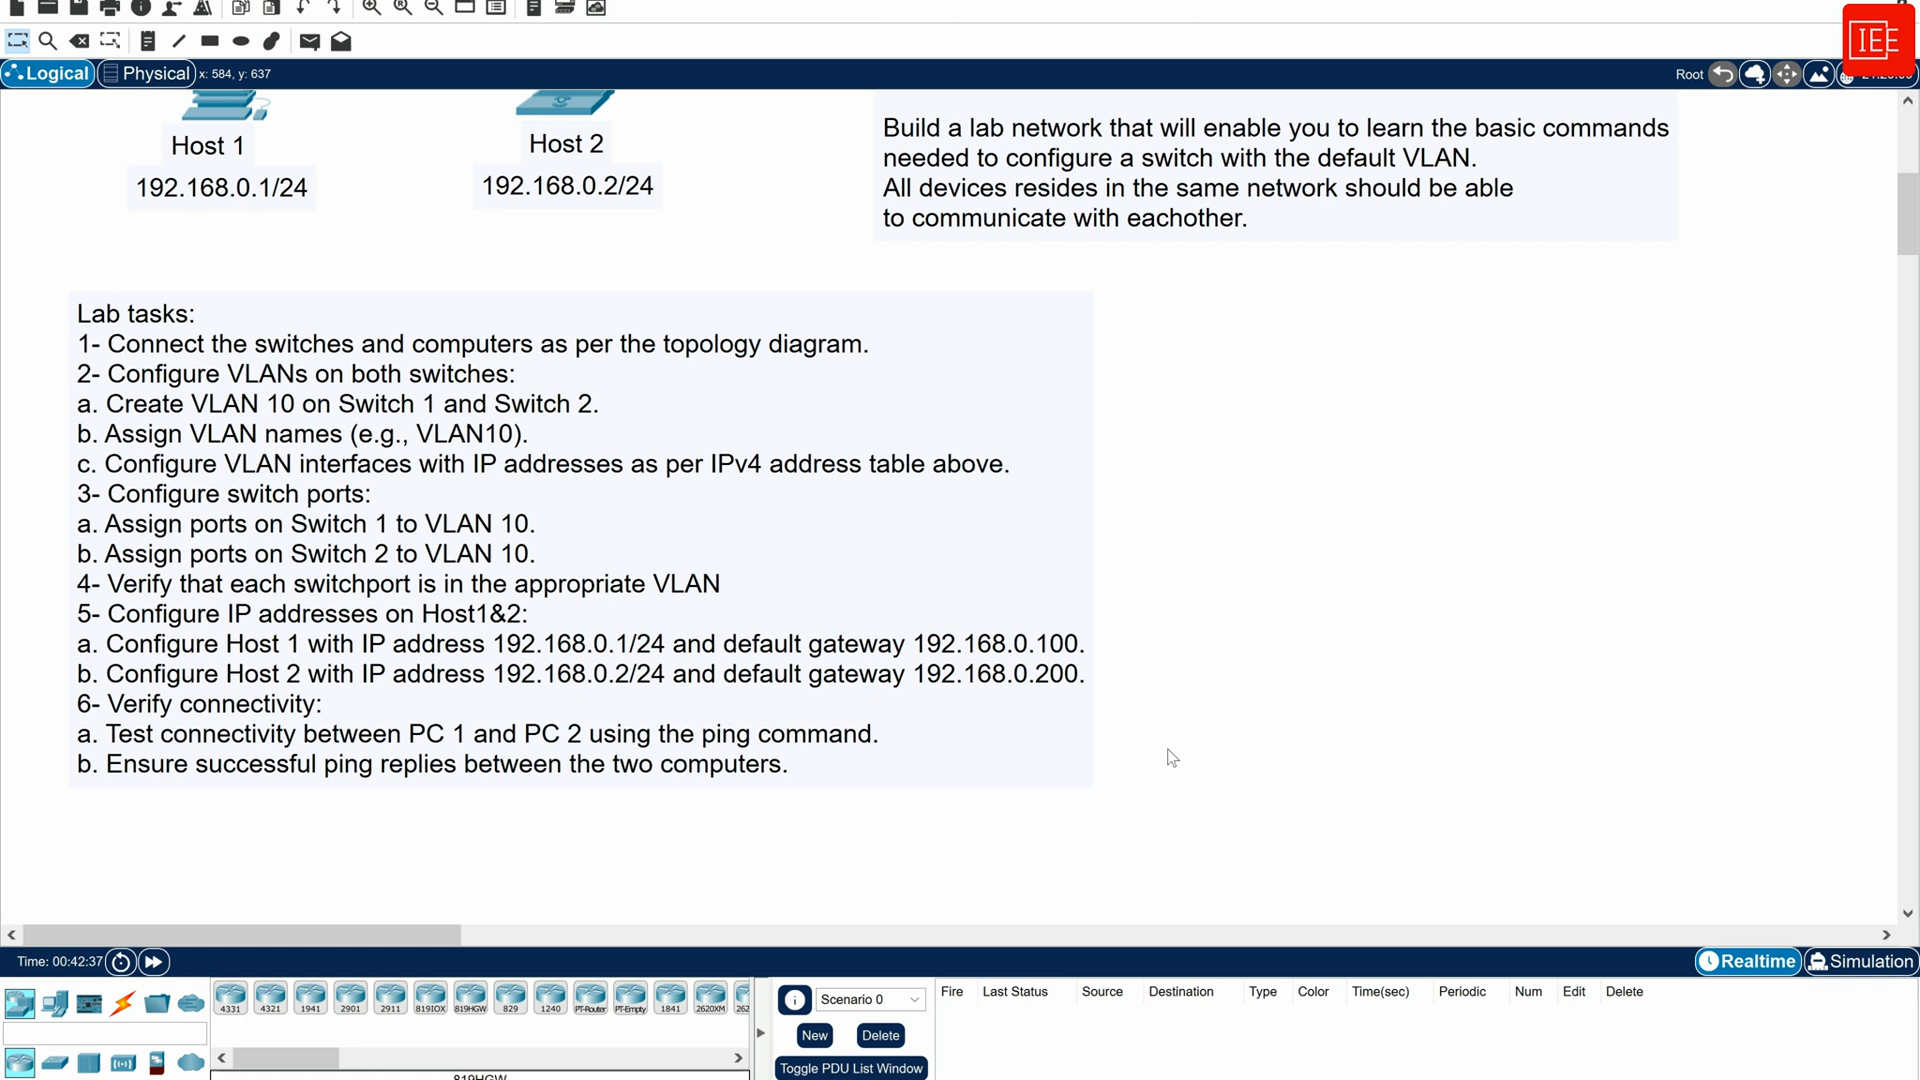 IEE
Logical
Physical
x: 584, y: 637
Root
Host 1
Host 2
192.168.0.1/24
192.168.0.2/24
Build a lab network that will enable you to learn the basic commands
needed to configure a switch with the default VLAN.
All devices resides in the same network should be able
to communicate with eachother.
Lab tasks:
1- Connect the switches and computers as per the topology diagram.
2- Configure VLANs on both switches:
a. Create VLAN 10 on Switch 1 and Switch 2.
b. Assign VLAN names (e.g., VLAN10).
c. Configure VLAN interfaces with IP addresses as per IPv4 address table above.
3- Configure switch ports:
a. Assign ports on Switch 1 to VLAN 10.
b. Assign ports on Switch 2 to VLAN 10.
4- Verify that each switchport is in the appropriate VLAN
5- Configure IP addresses on Host1&2:
a. Configure Host 1 with IP address 192.168.0.1/24 and default gateway 192.168.0.100.
b. Configure Host 2 with IP address 192.168.0.2/24 and default gateway 192.168.0.200.
6- Verify connectivity:
a. Test connectivity between PC 1 and PC 2 using the ping command.
b. Ensure successful ping replies between the two computers.
Time: 00:42:37
Realtime
Simulation
4331 4321 1941 2901 2911 819IOX 819HGW 829 1240 PT-Router PT-Empty 1841 2620XM 262
819HGW
Scenario 0
New
Delete
Toggle PDU List Window
Fire Last Status Source Destination Type Color Time(sec) Periodic Num Edit Delete